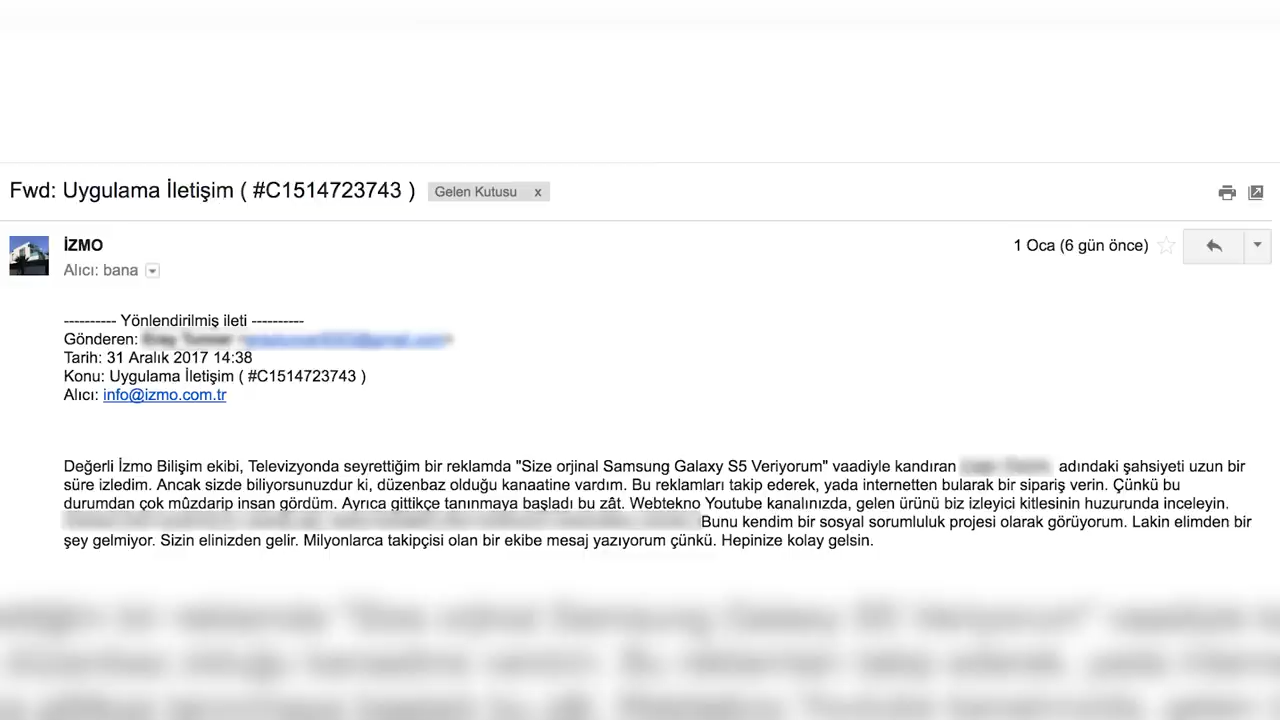 Fwd: Uygulama İletişim ( #C1514723743 ) Gelen Kutusu x
İZMO
1 Oca (6 gün önce)
Alıcı: bana
---------- Yönlendirilmiş ileti ----------
Gönderen:
Tarih: 31 Aralık 2017 14:38
Konu: Uygulama İletişim ( #C1514723743 )
Alıcı: info@izmo.com.tr
Değerli İzmo Bilişim ekibi, Televizyonda seyrettiğim bir reklamda "Size orjinal Samsung Galaxy S5 Veriyorum" vaadiyle kandıran adındaki şahsiyeti uzun bir
süre izledim. Ancak sizde biliyorsunuzdur ki, düzenbaz olduğu kanaatine vardım. Bu reklamları takip ederek, yada internetten bularak bir sipariş verin. Çünkü bu
durumdan çok mûzdarip insan gördüm. Ayrıca gittikçe tanınmaya başladı bu zât. Webtekno Youtube kanalınızda, gelen ürünü biz izleyici kitlesinin huzurunda inceleyin.
Bunu kendim bir sosyal sorumluluk projesi olarak görüyorum. Lakin elimden bir
şey gelmiyor. Sizin elinizden gelir. Milyonlarca takipçisi olan bir ekibe mesaj yazıyorum çünkü. Hepinize kolay gelsin.